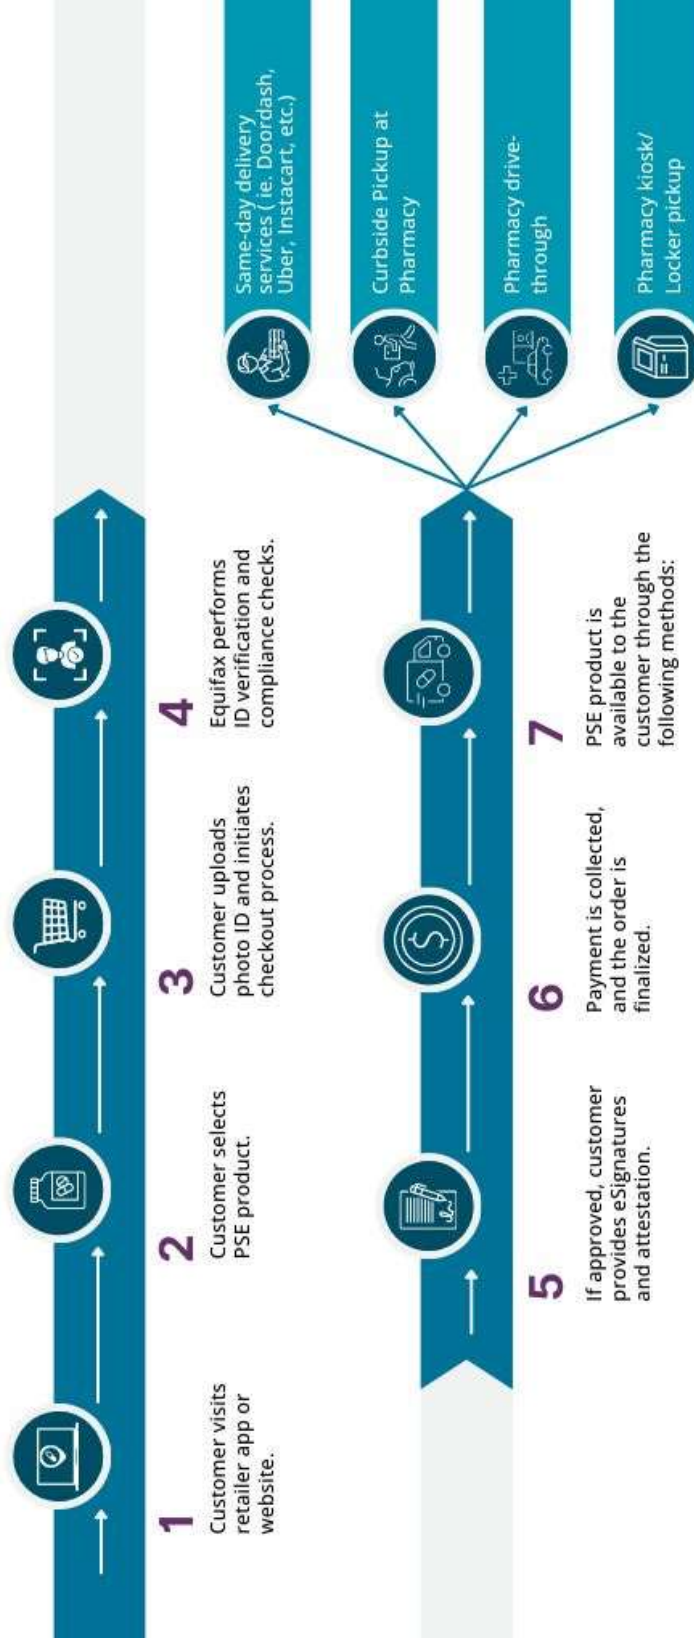 1
Customer visits
retailer app or
website.
2
Customer selects
PSE product.
3
Customer uploads
photo ID and initiates
checkout process.
4
Equifax performs
ID verification and
compliance checks.
5
If approved, customer
provides eSignatures
and attestation.
6
Payment is collected,
and the order is
finalized.
7
PSE product is
available to the
customer through the
following methods:
Same-day delivery
services ( ie. Doordash,
Uber, Instacart, etc.)
Curbside Pickup at
Pharmacy
Pharmacy drive-
through
Pharmacy kiosk/
Locker pickup